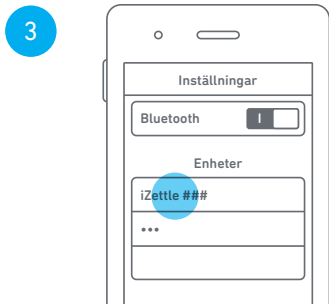 3
Inställningar
Bluetooth
Enheter
iZettle ###
•••